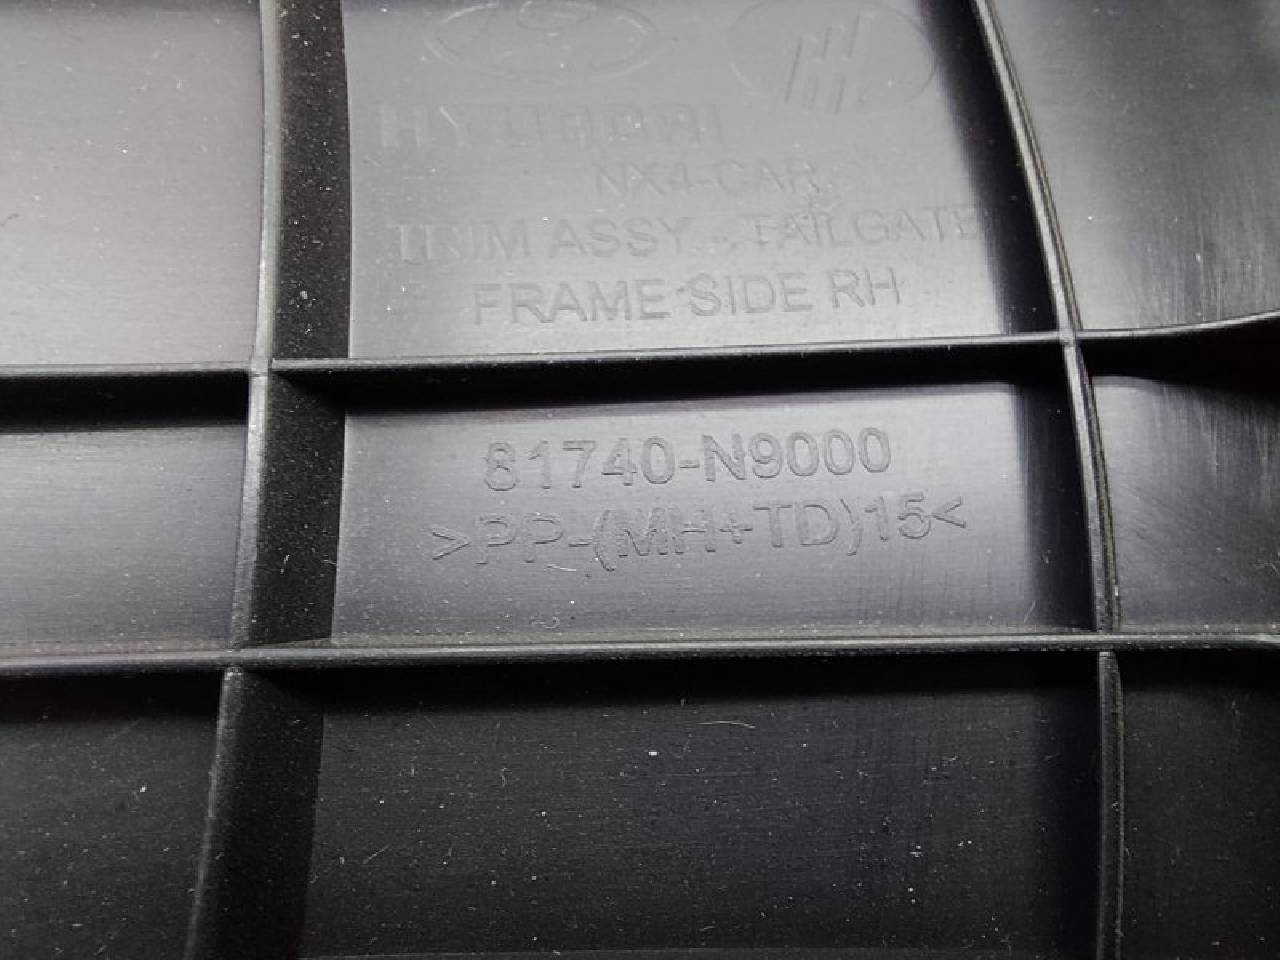 HYUNDAI
NX4-CAR
TRIM ASSY - TAILGATE
FRAME SIDE RH
81740-N9000
>PP-(MH+TD)15<